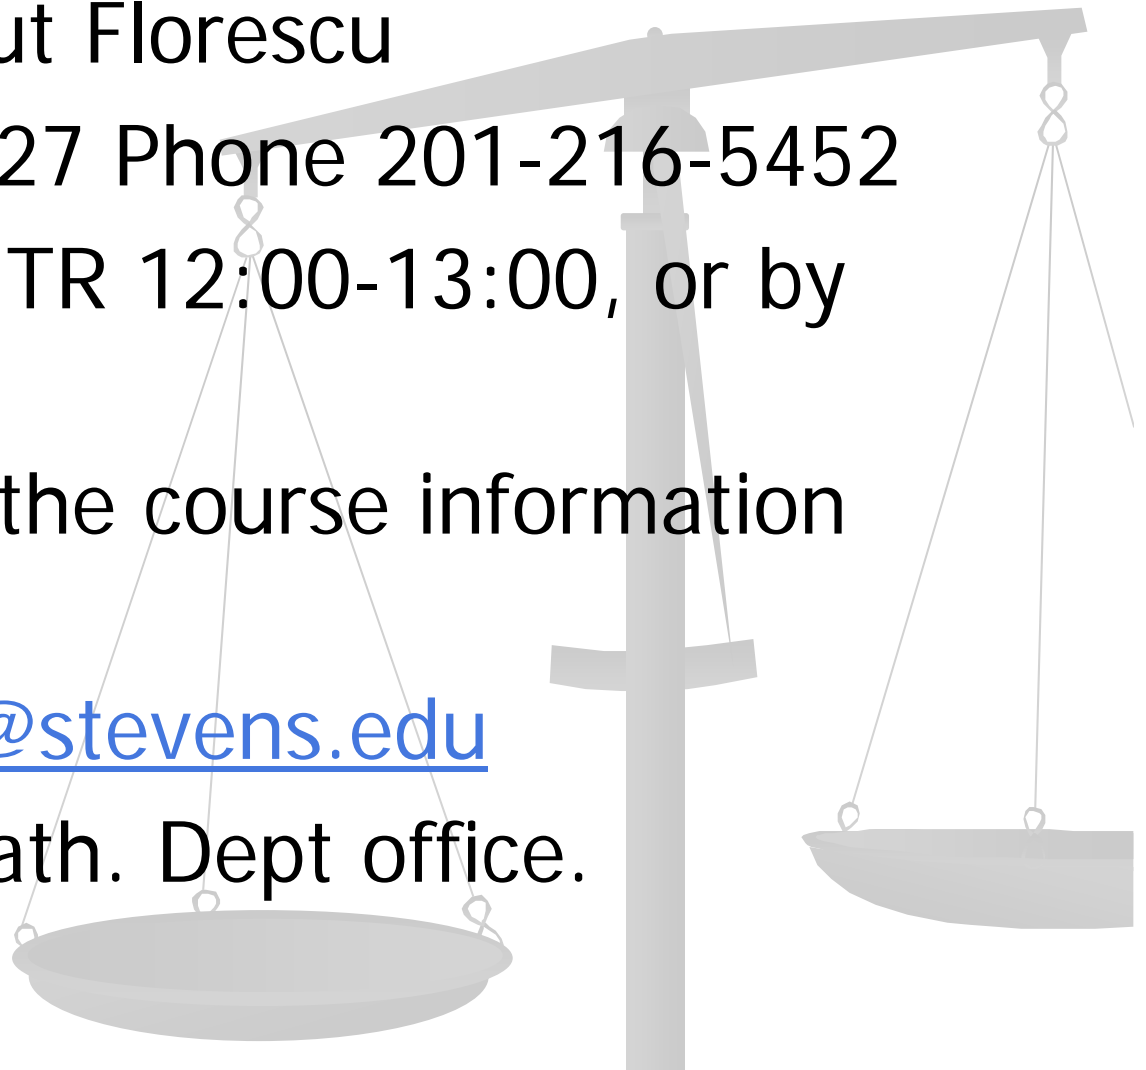 ut Florescu
27 Phone 201-216-5452
TR 12:00-13:00, or by
the course information
@stevens.edu
ath. Dept office.